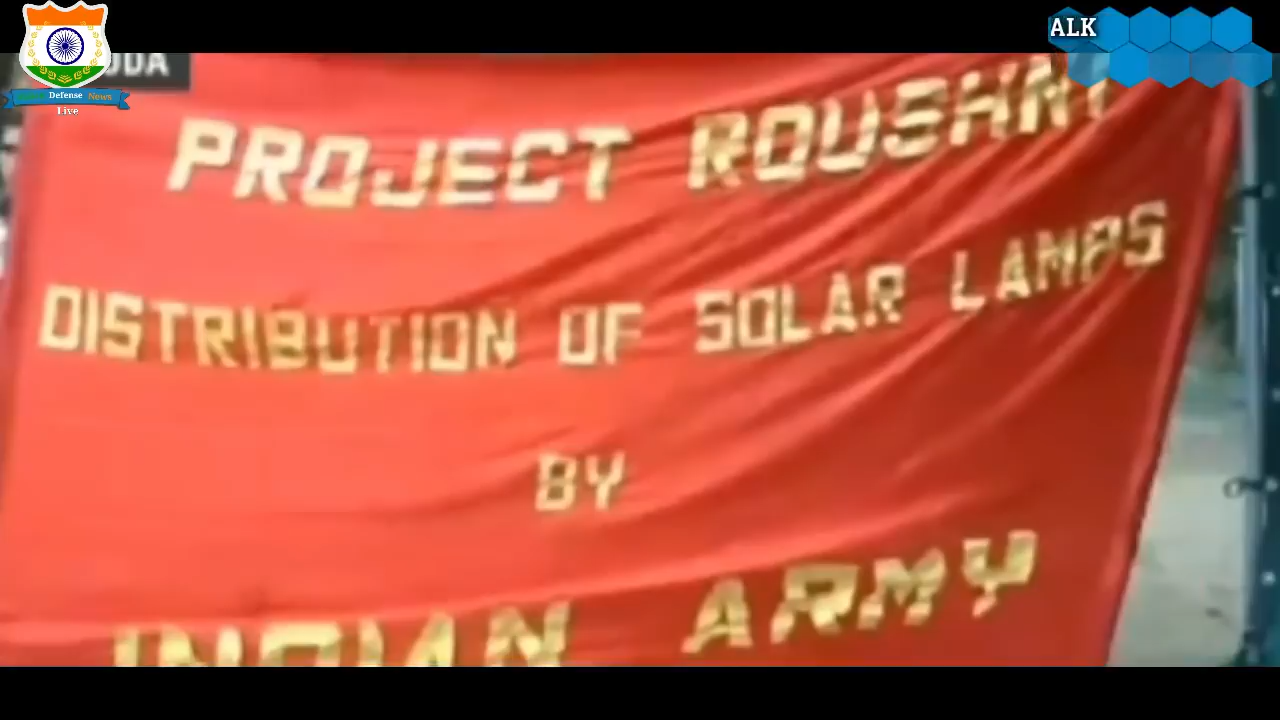 ALK
Defense News
Live
PROJECT ROUSHNI
DISTRIBUTION OF SOLAR LAMPS
BY
INDIAN ARMY